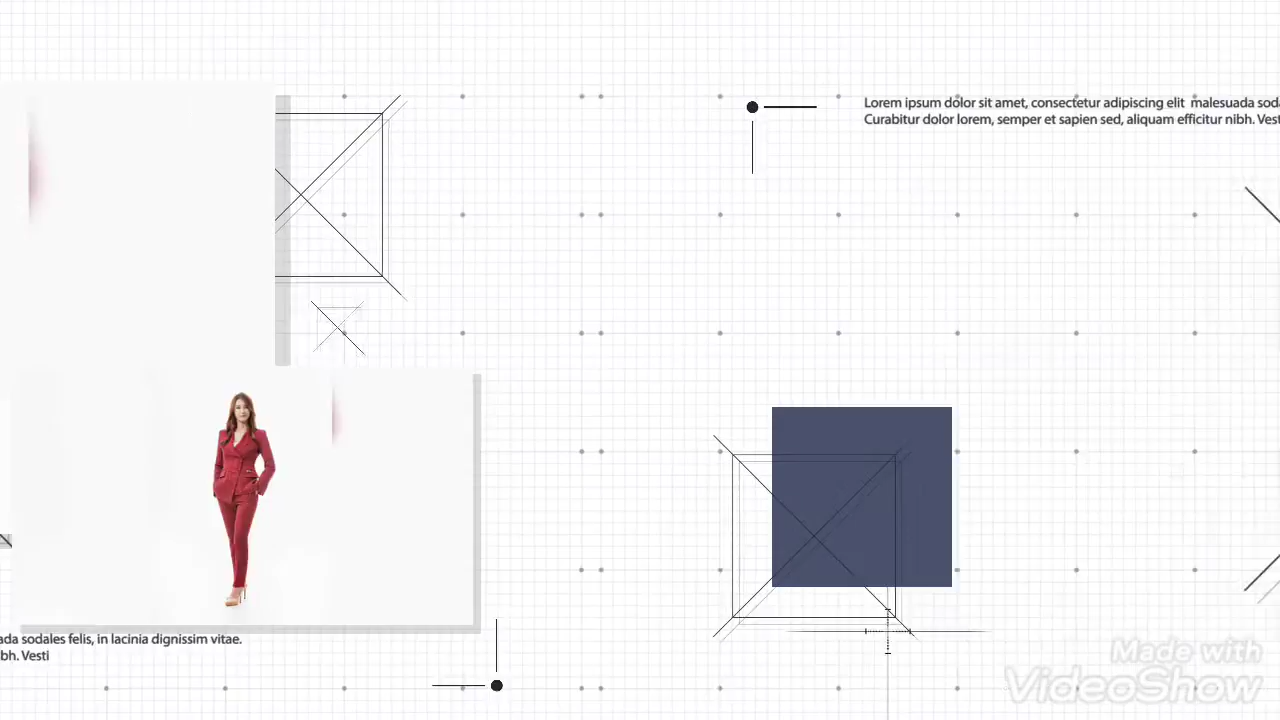 Lorem ipsum dolor sit amet, consectetur adipiscing elit malesuada soda
Curabitur dolor lorem, semper et sapien sed, aliquam efficitur nibh. Vest
ada sodales felis, in lacinia dignissim vitae.
bh. Vesti
Made with
VideoShow